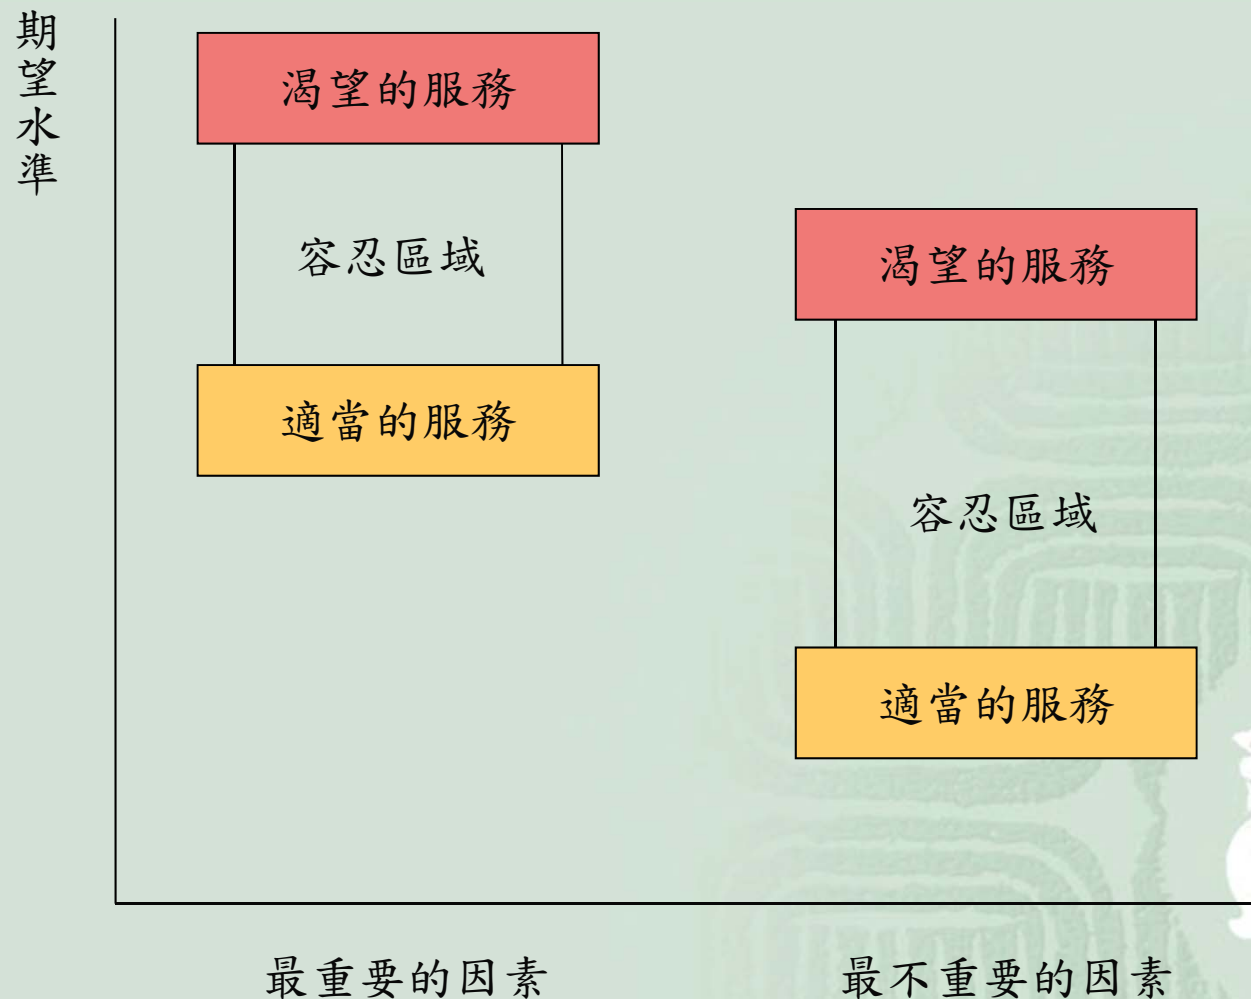 期望水準
渴望的服務
容忍區域
適當的服務
渴望的服務
容忍區域
適當的服務
最重要的因素
最不重要的因素